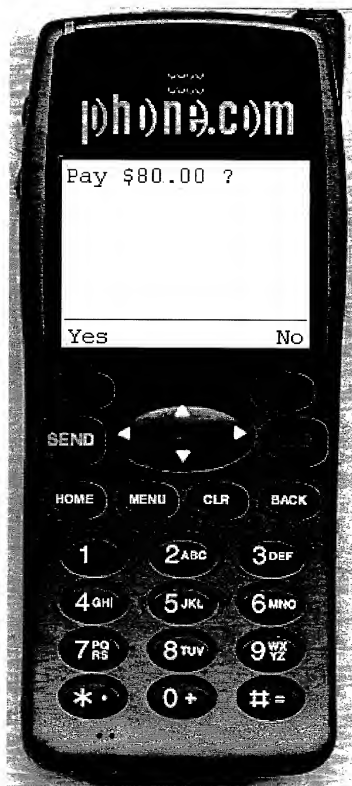 phone.com
Pay $80.00 ?
Yes No
SEND
HOME MENU CLR BACK
1 2ABC 3DEF
4GHI 5JKL 6MNO
7PQRS 8TUV 9WXYZ
*· 0+ #=